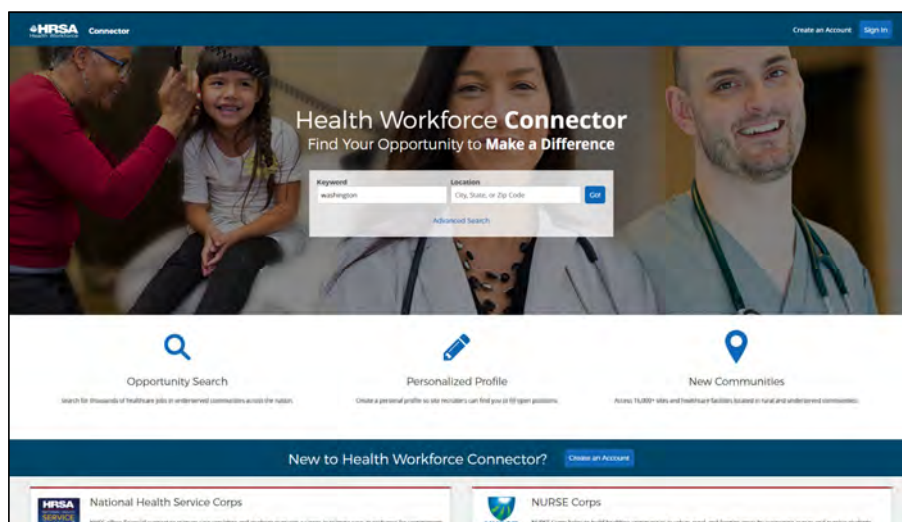 HRSA Connector
Health Workforce
Create an Account Sign In
Health Workforce Connector
Find Your Opportunity to Make a Difference
Keyword Location
washington City, State, or Zip Code Go!
Advanced Search
Opportunity Search
Search for thousands of healthcare jobs in underserved communities across the nation.
Personalized Profile
Create a personal profile so site recruiters can find you to fill open positions.
New Communities
Access 16,000+ sites and healthcare facilities located in rural and underserved communities.
New to Health Workforce Connector? Create an Account
HRSA
SERVICE
National Health Service Corps
NURSE Corps